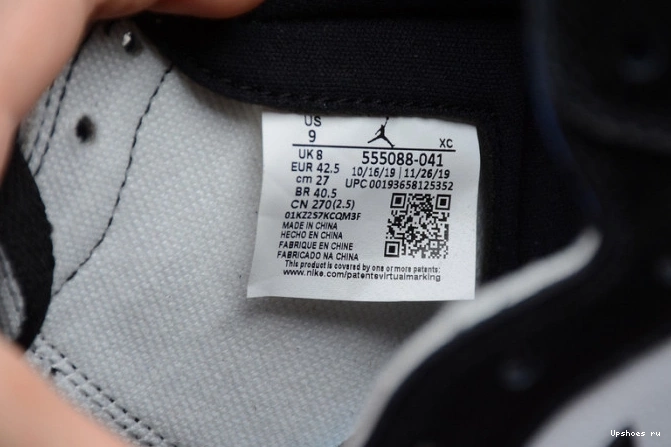 US
9
XC
UK 8 555088-041
EUR 42.5 10/16/19 | 11/26/19
cm 27 UPC 00193658125352
BR 40.5
CN 270(2.5)
01KZ257KCQM3F
MADE IN CHINA
HECHO EN CHINA
FABRIQUE EN CHINE
FABRICADO NA CHINA
This product is covered by one or more patents:
www.nike.com/patentevirtualmarking
Upshoes ru